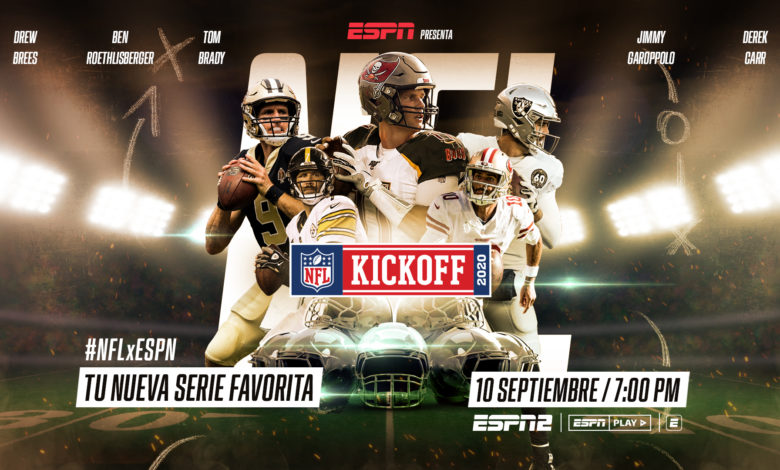 ESPN PRESENTA
DREW
BREES
BEN
ROETHLISBERGER
TOM
BRADY
JIMMY
GAROPPOLO
DEREK
CARR
NFL
9
NFL KICKOFF 2020
#NFLxESPN
TU NUEVA SERIE FAVORITA
10 SEPTIEMBRE / 7:00 PM
ESPN2 | ESPN PLAY | E